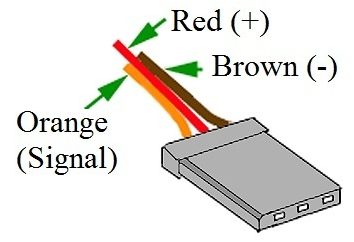 Red (+)
Brown (-)
Orange
(Signal)